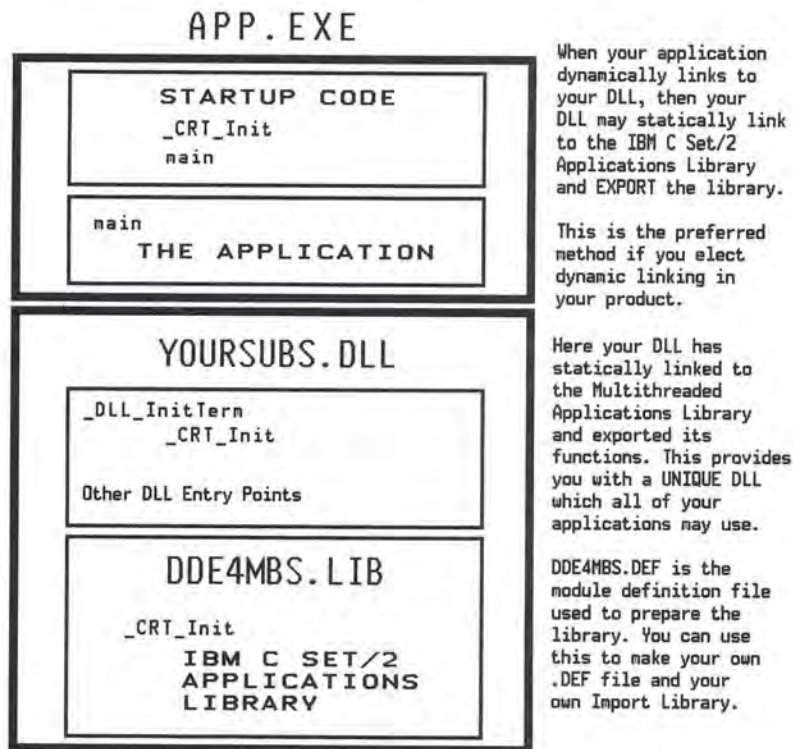 APP.EXE
STARTUP CODE
_CRT_Init
main
main
THE APPLICATION
YOURSUBS.DLL
_DLL_InitTerm
_CRT_Init
Other DLL Entry Points
DDE4MBS.LIB
_CRT_Init
IBM C SET/2
APPLICATIONS
LIBRARY
When your application
dynamically links to
your DLL, then your
DLL may statically link
to the IBM C Set/2
Applications Library
and EXPORT the library.
This is the preferred
method if you elect
dynamic linking in
your product.
Here your DLL has
statically linked to
the Multithreaded
Applications Library
and exported its
functions. This provides
you with a UNIQUE DLL
which all of your
applications may use.
DDE4MBS.DEF is the
module definition file
used to prepare the
library. You can use
this to make your own
.DEF file and your
own Import Library.